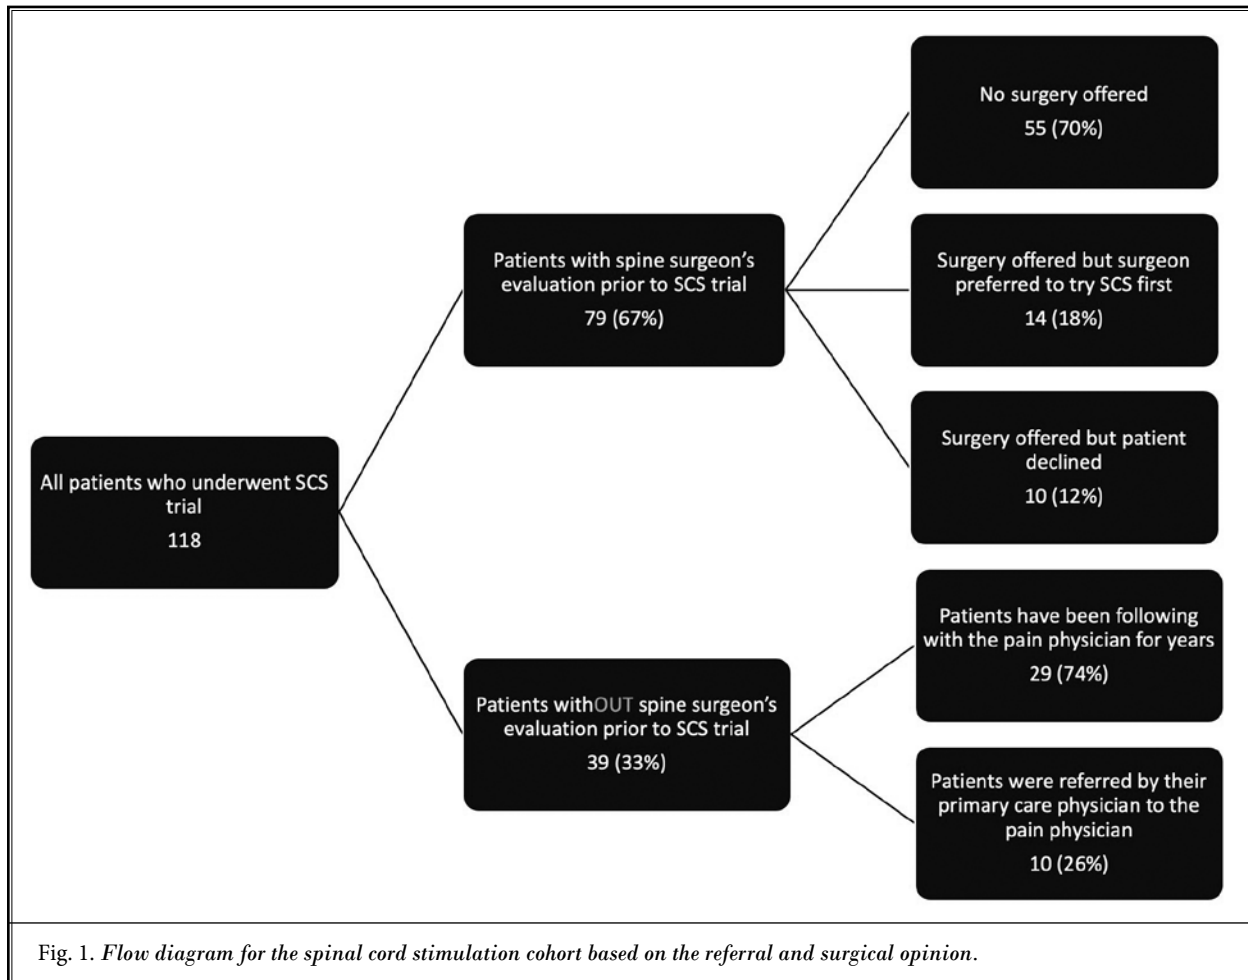 All patients who underwent SCS
trial
118
Patients with spine surgeon’s
evaluation prior to SCS trial
79 (67%)
No surgery offered
55 (70%)
Surgery offered but surgeon
preferred to try SCS first
14 (18%)
Surgery offered but patient
declined
10 (12%)
Patients withOUT spine surgeon’s
evaluation prior to SCS trial
39 (33%)
Patients have been following
with the pain physician for years
29 (74%)
Patients were referred by their
primary care physician to the
pain physician
10 (26%)
Fig. 1. Flow diagram for the spinal cord stimulation cohort based on the referral and surgical opinion.